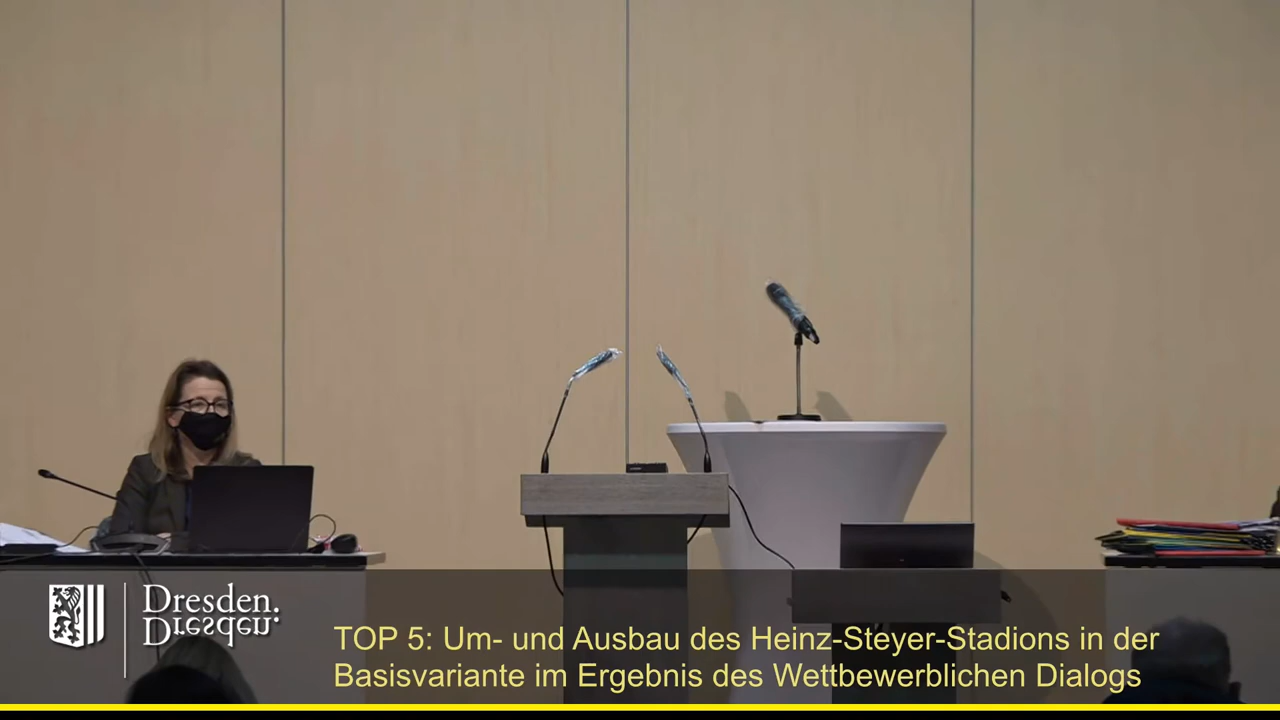 Dresden.
Dresden.
TOP 5: Um- und Ausbau des Heinz-Steyer-Stadions in der
Basisvariante im Ergebnis des Wettbewerblichen Dialogs